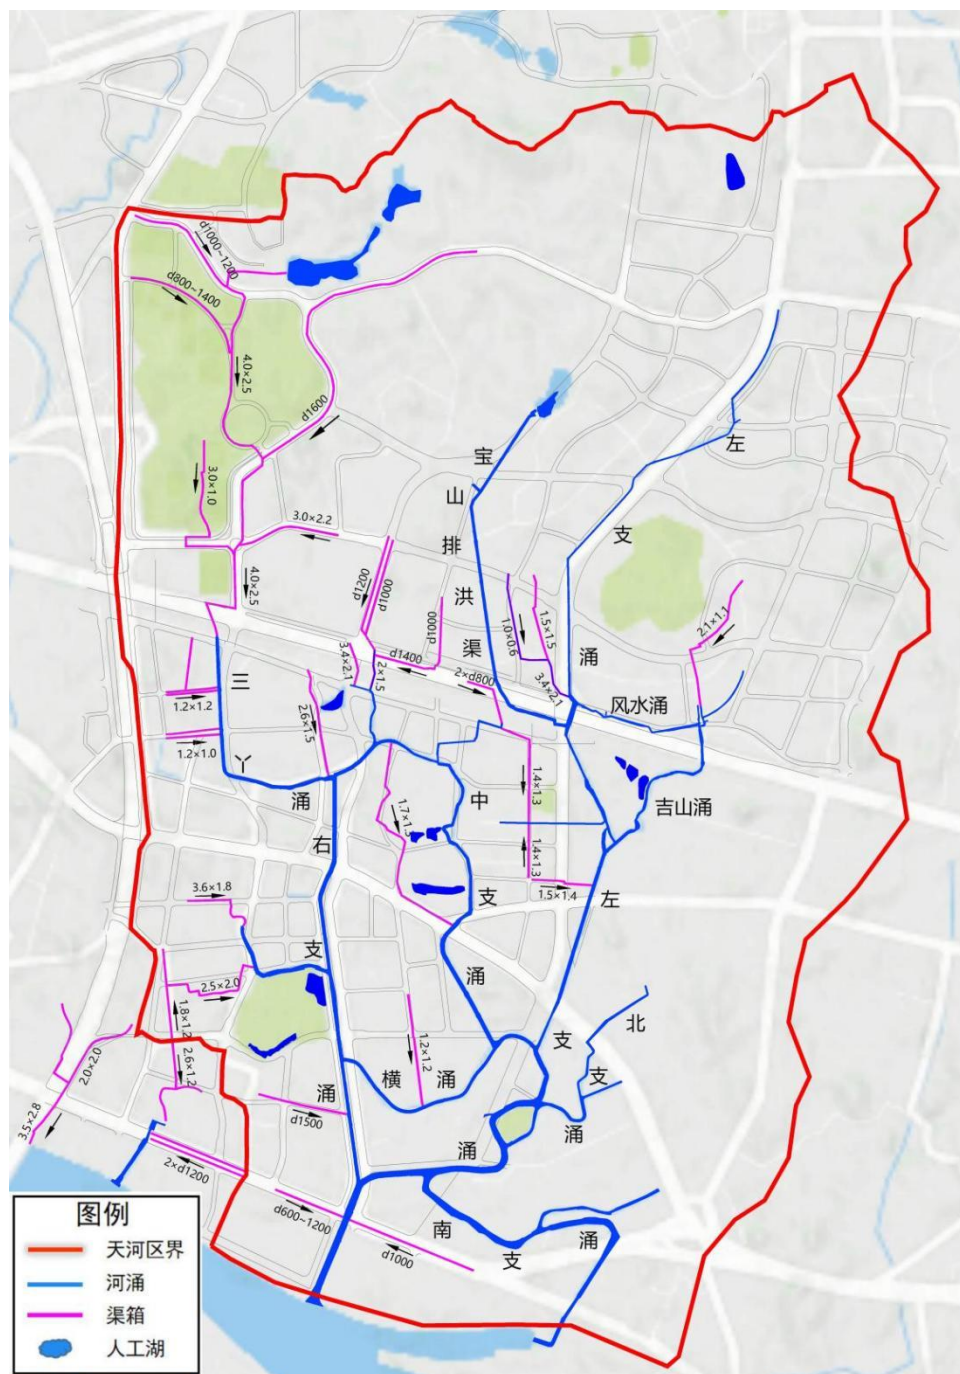 d1000~1200
d800~1400
4.0×2.5
d1600
3.0×1.0
3.0×2.2
4.0×2.5
d1200
d1000
d1000
d1400
2×d800
3.4×2.1
2×1.5
1.0×0.6
1.5×1.5
3.4×2.1
2.1×1.1
宝山排洪渠
左支涌
风水涌
吉山涌
三丫涌
1.2×1.2
1.2×1.0
2.6×1.5
1.7×1.5
1.4×1.3
1.4×1.3
1.5×1.4
中支涌
左支涌
右支涌
北支涌
横涌
南支涌
3.6×1.8
2.5×2.0
1.8×1.2
2.6×1.2
2.0×2.0
3.5×2.8
1.2×1.2
d1500
2×d1200
d600~1200
d1000
图例
天河区界
河涌
渠箱
人工湖